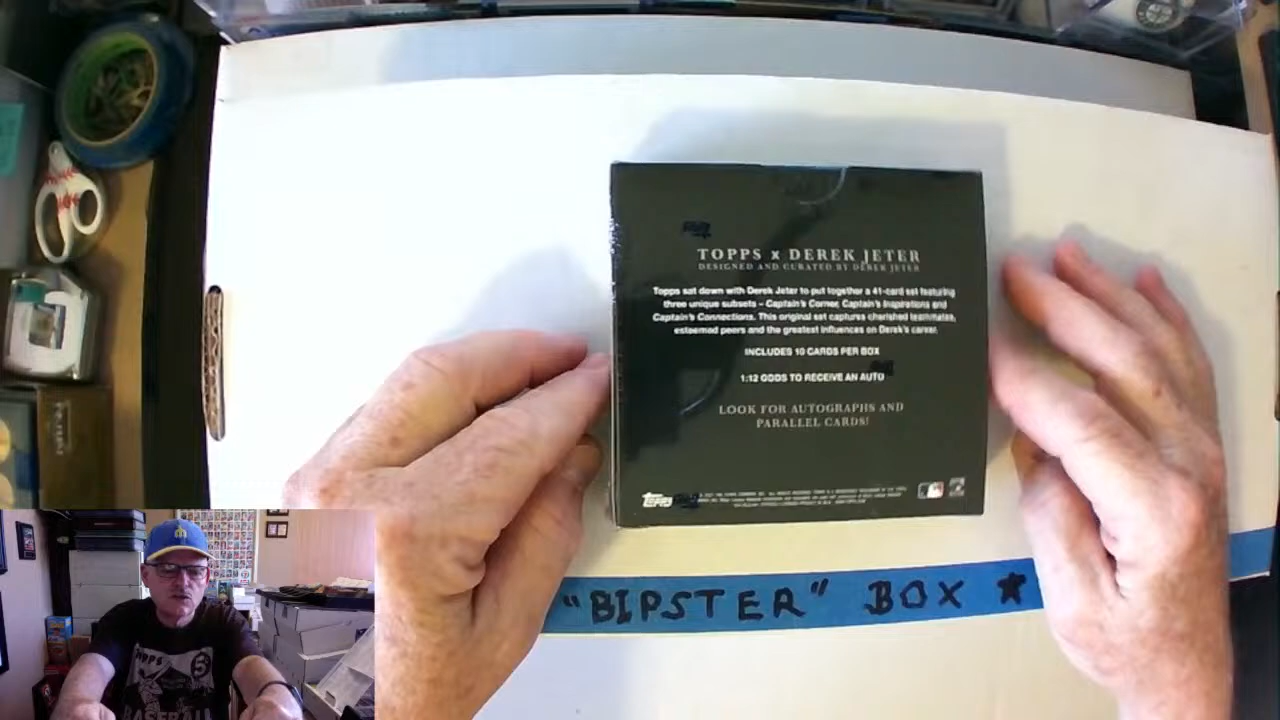 TOPPS x DEREK JETER
DESIGNED AND CURATED BY DEREK JETER
Topps sat down with Derek Jeter to put together a 41-card set featuring
three unique subsets – Captain's Corner, Captain's Inspirations and
Captain's Connections. This original set captures cherished teammates,
esteemed peers and the greatest influences on Derek's career.
INCLUDES 10 CARDS PER BOX
1:12 ODDS TO RECEIVE AN AUTO
LOOK FOR AUTOGRAPHS AND
PARALLEL CARDS!
TOPPS
"BIPSTER" BOX ★
TOPPS
BASEBALL